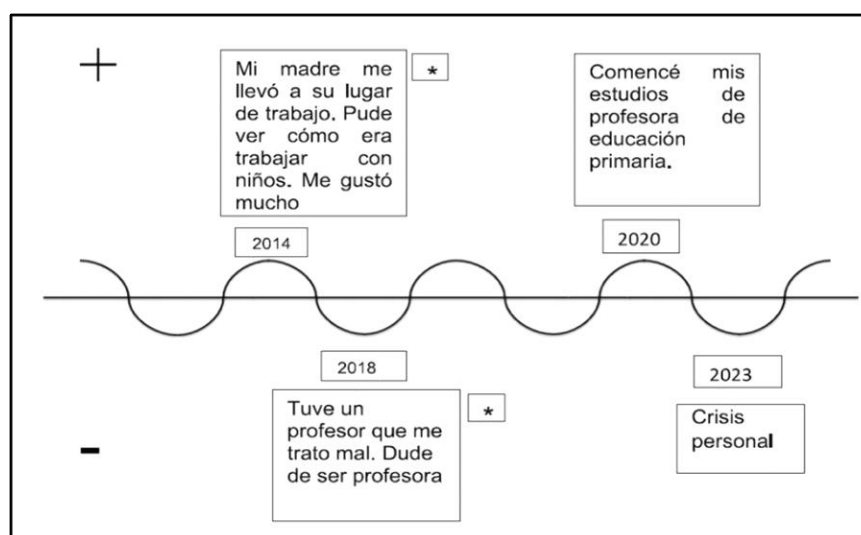 +
Mi madre me
llevó a su lugar
de trabajo. Pude
ver cómo era
trabajar con
niños. Me gustó
mucho
*
Comencé mis
estudios de
profesora de
educación
primaria.
2014
2020
2018
2023
Tuve un
profesor que me
trato mal. Dude
de ser profesora
*
Crisis
personal
-